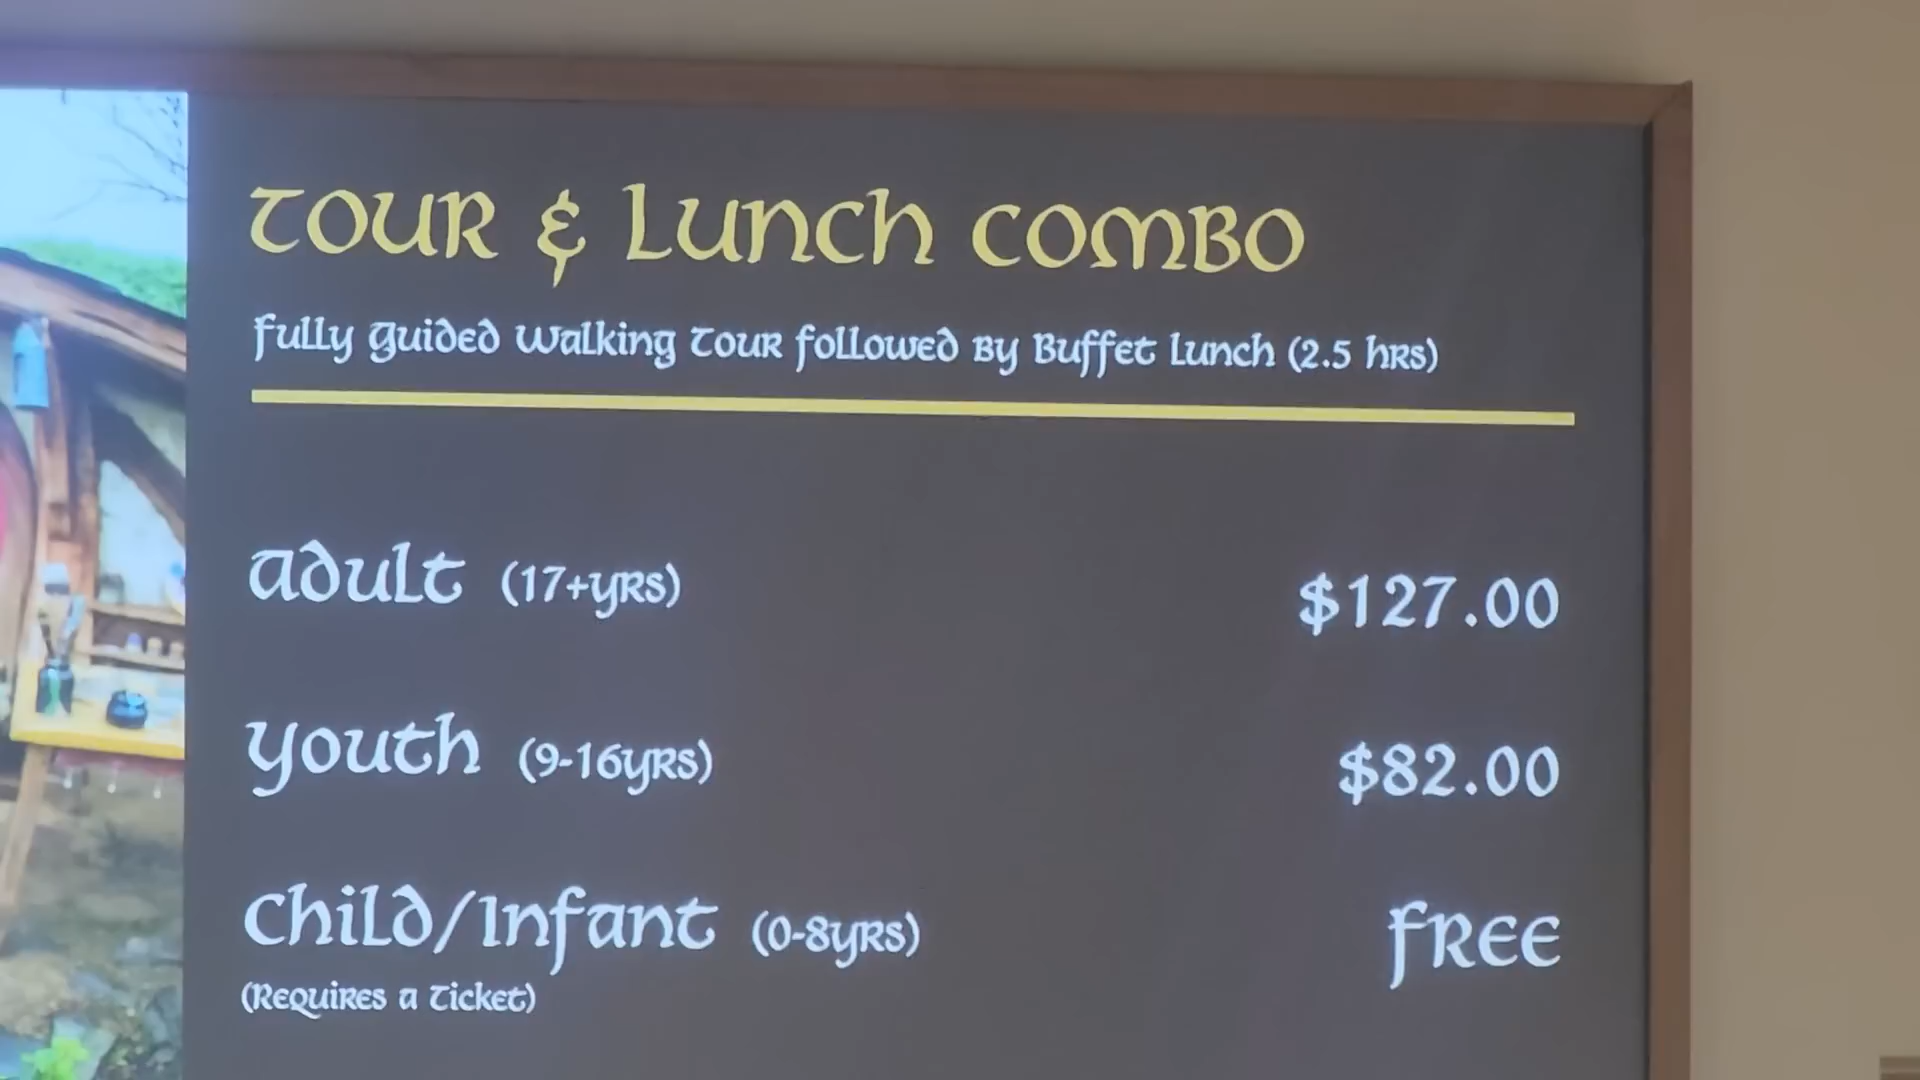 Tour & Lunch Combo
Fully Guided Walking Tour followed by Buffet Lunch (2.5 hrs)
Adult (17+yrs) $127.00
Youth (9-16yrs) $82.00
Child/Infant (0-8yrs) FREE
(Requires a Ticket)